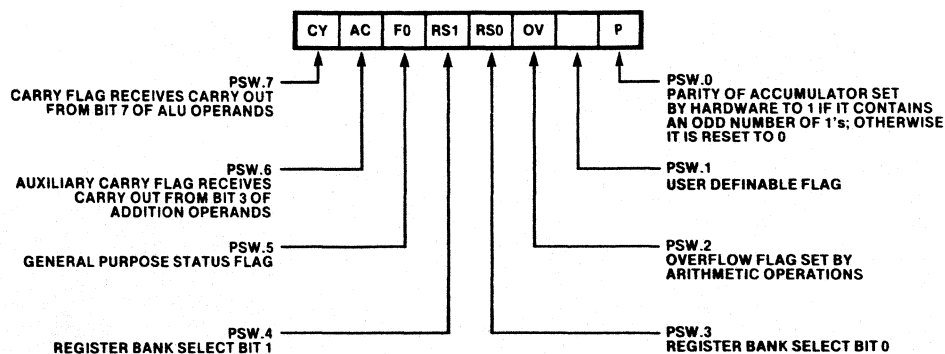 CY AC F0 RS1 RS0 OV P
PSW.7
CARRY FLAG RECEIVES CARRY OUT
FROM BIT 7 OF ALU OPERANDS
PSW.6
AUXILIARY CARRY FLAG RECEIVES
CARRY OUT FROM BIT 3 OF
ADDITION OPERANDS
PSW.5
GENERAL PURPOSE STATUS FLAG
PSW.4
REGISTER BANK SELECT BIT 1
PSW.0
PARITY OF ACCUMULATOR SET
BY HARDWARE TO 1 IF IT CONTAINS
AN ODD NUMBER OF 1's; OTHERWISE
IT IS RESET TO 0
PSW.1
USER DEFINABLE FLAG
PSW.2
OVERFLOW FLAG SET BY
ARITHMETIC OPERATIONS
PSW.3
REGISTER BANK SELECT BIT 0